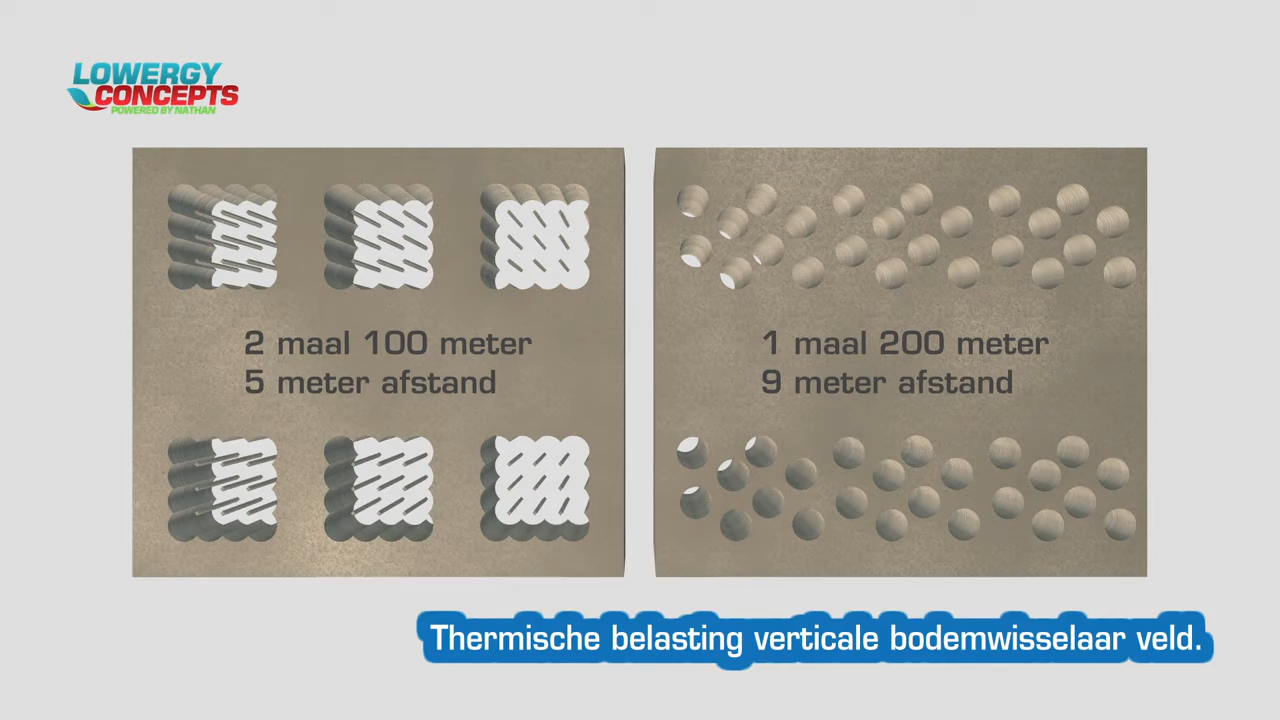 LOWERGY
CONCEPTS
POWERED BY NATHAN
2 maal 100 meter
5 meter afstand
1 maal 200 meter
9 meter afstand
Thermische belasting verticale bodemwisselaar veld.